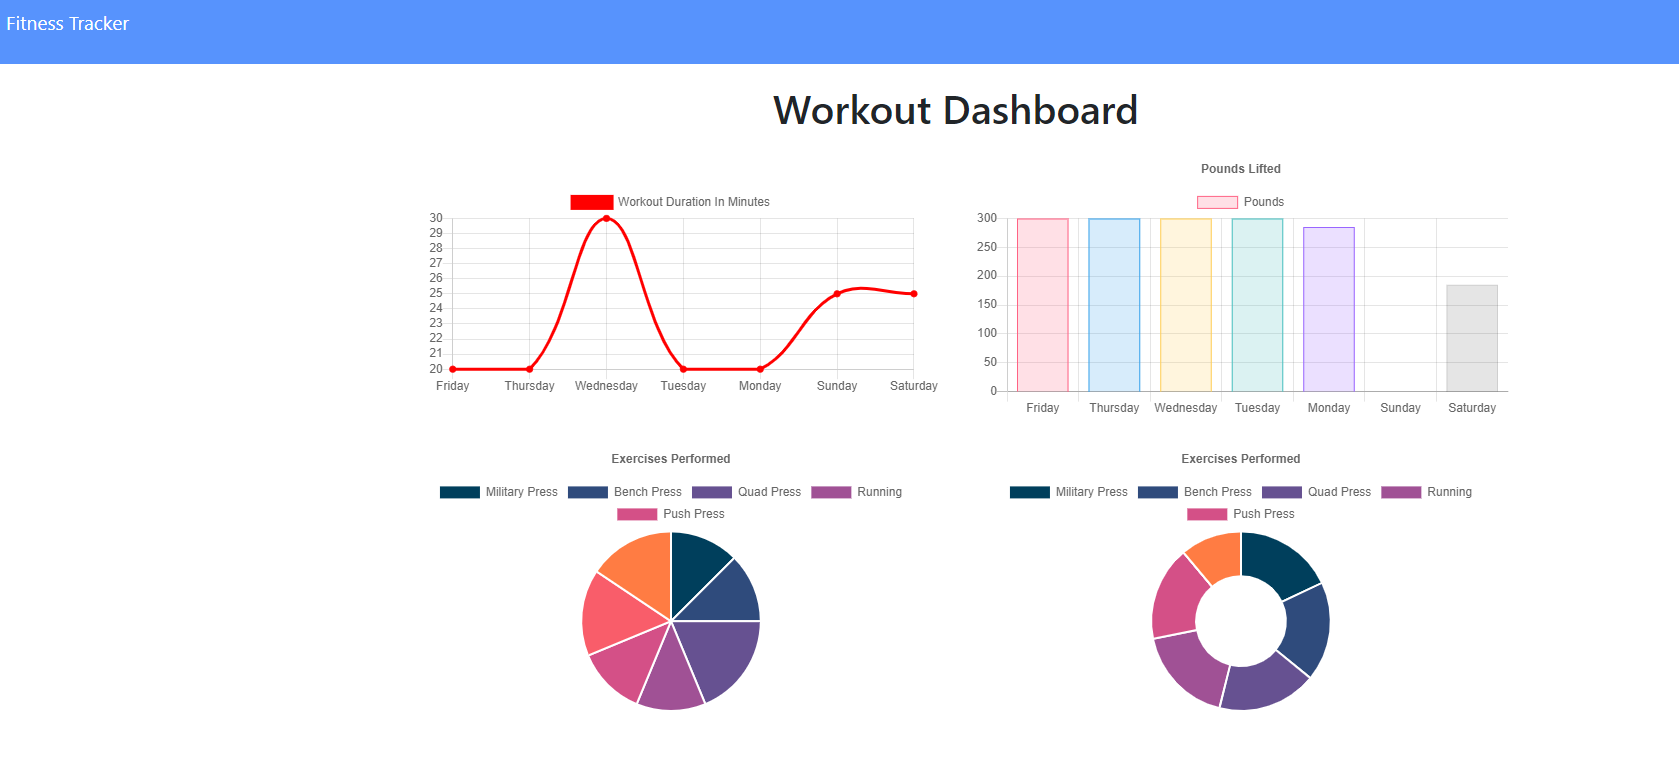 Fitness Tracker
Workout Dashboard
Workout Duration In Minutes
30
29
28
27
26
25
24
23
22
21
20
Friday Thursday Wednesday Tuesday Monday Sunday Saturday
Pounds Lifted
Pounds
300
250
200
150
100
50
0
Friday Thursday Wednesday Tuesday Monday Sunday Saturday
Exercises Performed
Military Press Bench Press Quad Press Running
Push Press
Exercises Performed
Military Press Bench Press Quad Press Running
Push Press